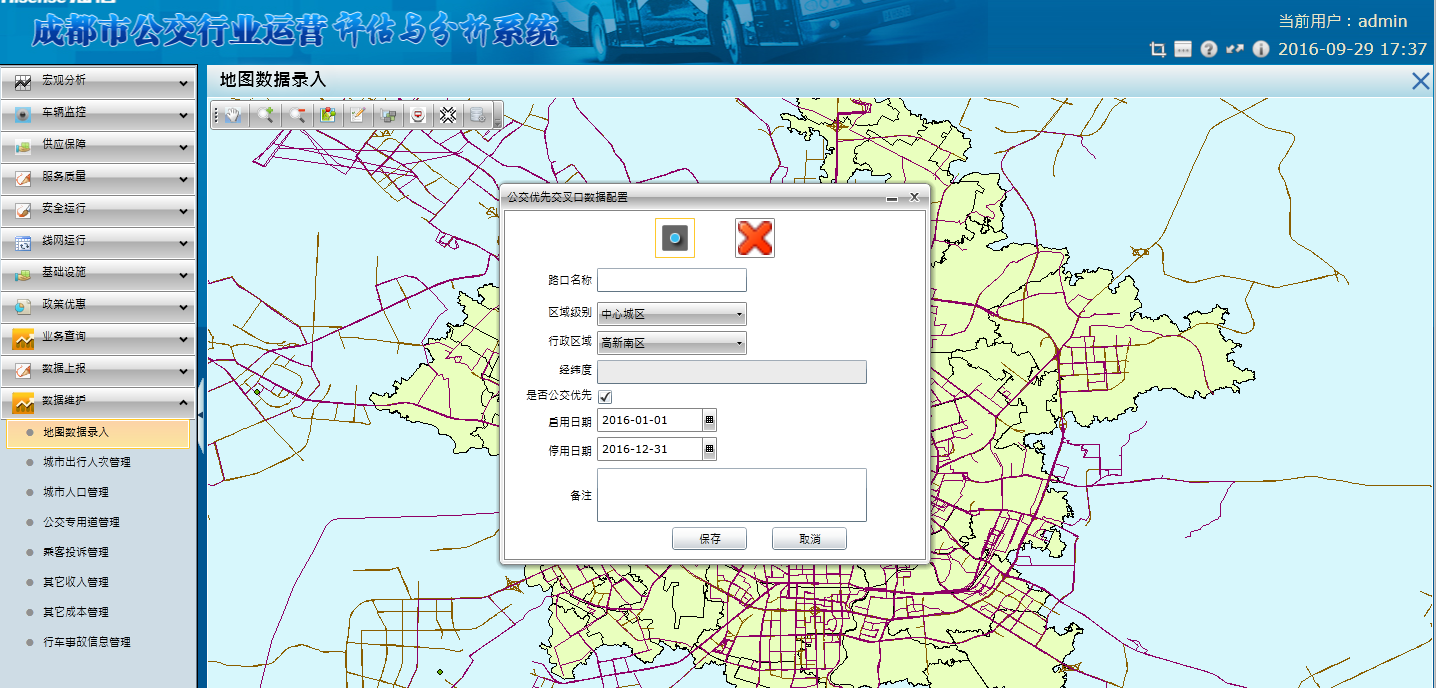 Hisense
成都市公交行业运营评估与分析系统
当前用户：admin
2016-09-29 17:37
宏观分析
车辆监控
供应保障
服务质量
安全运行
线网运行
基础设施
政策优惠
业务查询
数据上报
数据维护
地图数据录入
城市出行人次管理
城市人口管理
公交专用道管理
乘客投诉管理
其它收入管理
其它成本管理
行车事故信息管理
地图数据录入
公交优先交叉口数据配置
路口名称
区域级别 中心城区
行政区域 高新南区
经纬度
是否公交优先
启用日期 2016-01-01
停用日期 2016-12-31
备注
保存 取消